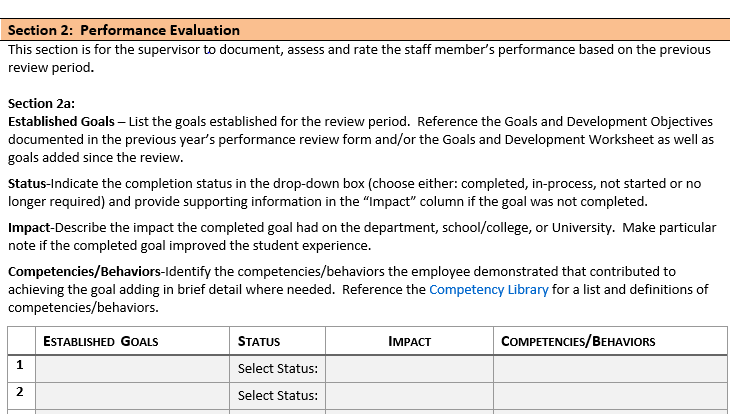 Section 2:  Performance Evaluation
This section is for the supervisor to document, assess and rate the staff member's performance based on the previous
review period.
Section 2a:
Established Goals – List the goals established for the review period.  Reference the Goals and Development Objectives
documented in the previous year's performance review form and/or the Goals and Development Worksheet as well as
goals added since the review.
Status-Indicate the completion status in the drop-down box (choose either: completed, in-process, not started or no
longer required) and provide supporting information in the "Impact" column if the goal was not completed.
Impact-Describe the impact the completed goal had on the department, school/college, or University.  Make particular
note if the completed goal improved the student experience.
Competencies/Behaviors-Identify the competencies/behaviors the employee demonstrated that contributed to
achieving the goal adding in brief detail where needed.  Reference the Competency Library for a list and definitions of
competencies/behaviors.
ESTABLISHED GOALS STATUS IMPACT COMPETENCIES/BEHAVIORS
1 Select Status:
2 Select Status: